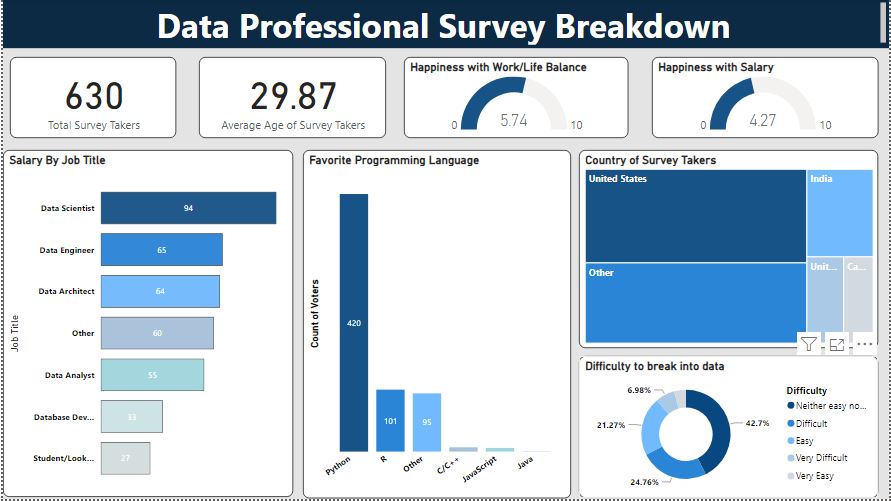 Data Professional Survey Breakdown
630
Total Survey Takers
29.87
Average Age of Survey Takers
Happiness with Work/Life Balance
0
5.74
10
Happiness with Salary
0
4.27
10
Salary By Job Title
Job Title
Data Scientist
94
Data Engineer
65
Data Architect
64
Other
60
Data Analyst
55
Database Dev...
33
Student/Look...
27
Favorite Programming Language
Count of Voters
420
101
95
Python
R
Other
C/C++
JavaScript
Java
Country of Survey Takers
United States
India
Other
Unit...
Ca...
Difficulty to break into data
6.98%
21.27%
42.7%
24.76%
Difficulty
Neither easy no...
Difficult
Easy
Very Difficult
Very Easy